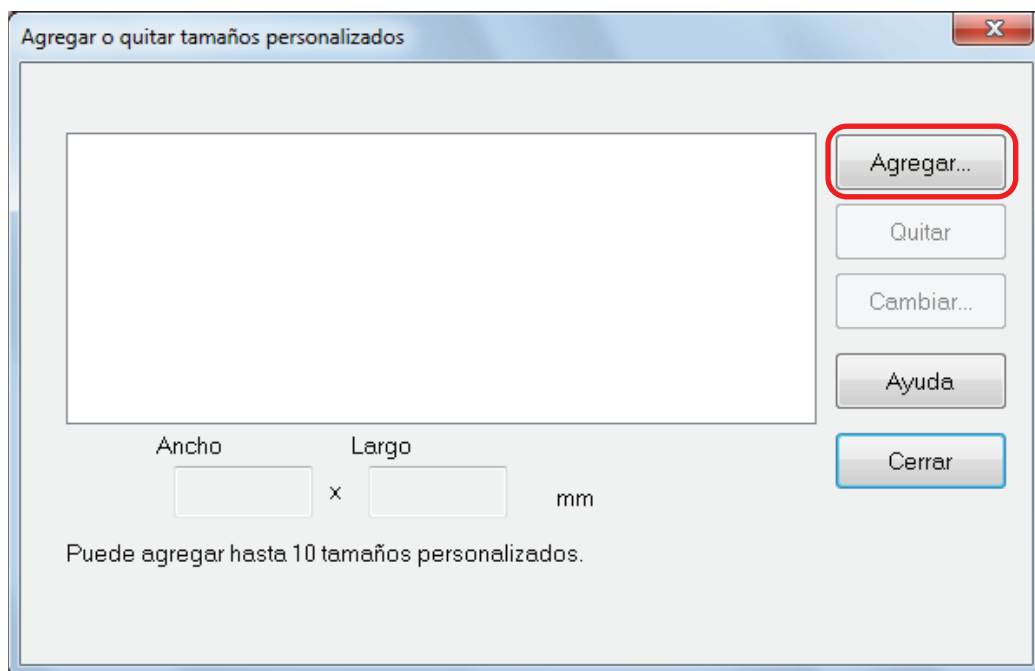 Agregar o quitar tamaños personalizados
x
Agregar...
Quitar
Cambiar...
Ayuda
Cerrar
Ancho Largo
x mm
Puede agregar hasta 10 tamaños personalizados.